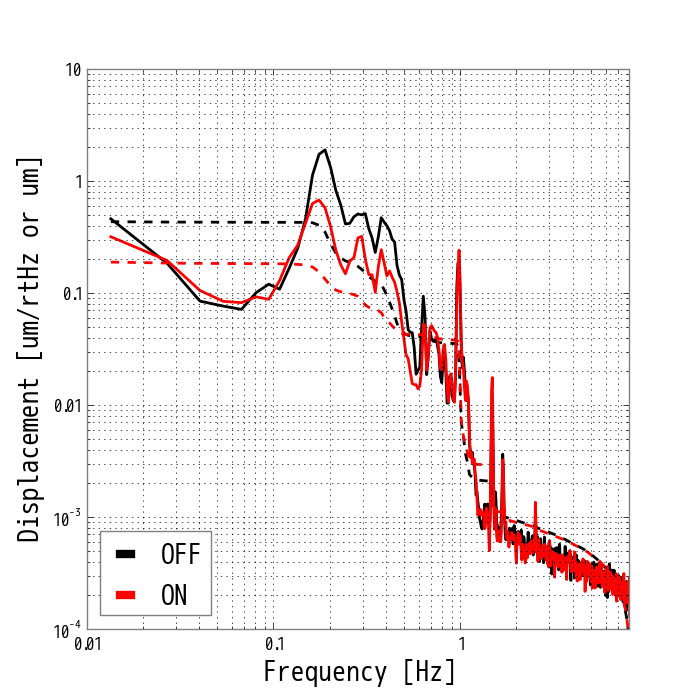 10
1
0.1
0.01
10-3
10-4
Displacement [um/rtHz or um]
OFF
ON
0.01
0.1
1
Frequency [Hz]